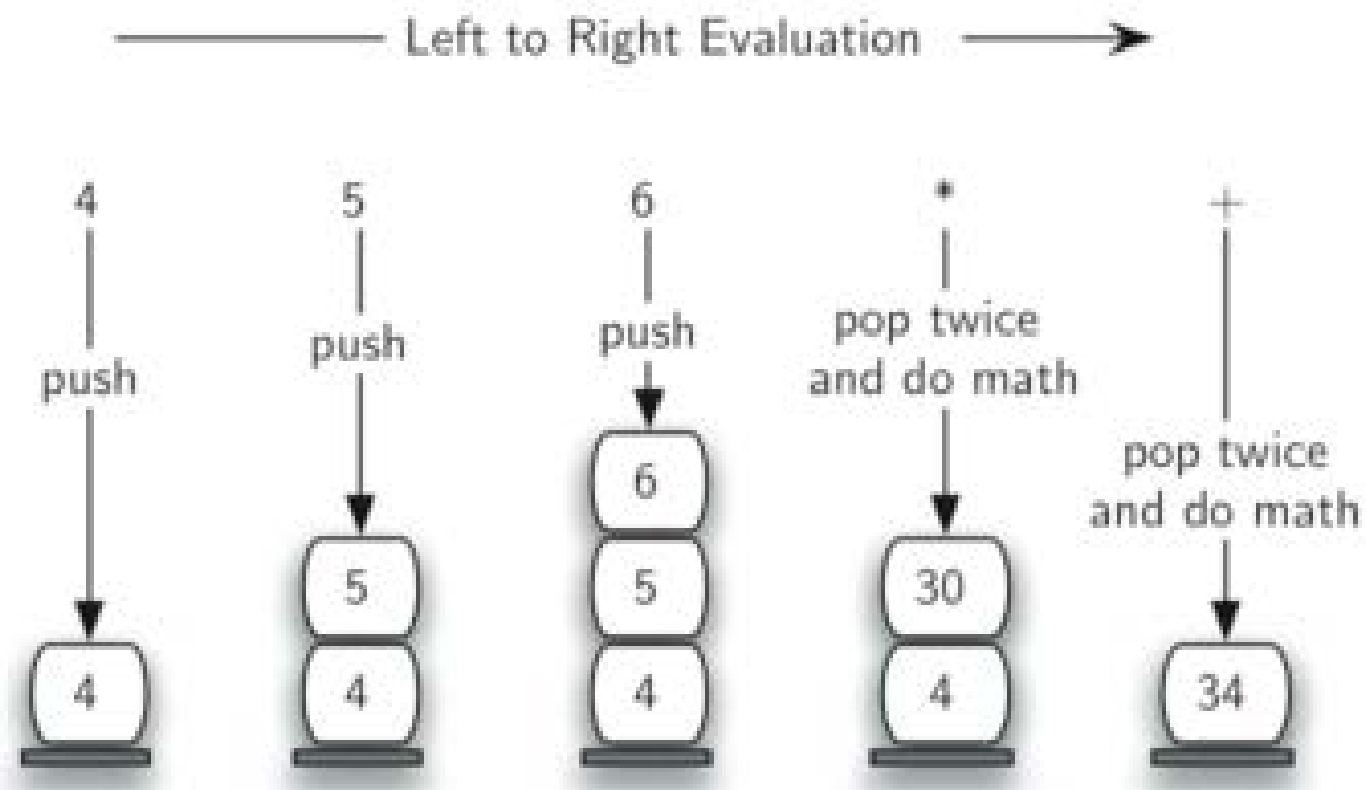 Left to Right Evaluation
4 5 6 * +
push
push
push
pop twice
and do math
pop twice
and do math
4
5
4
6
5
4
30
4
34